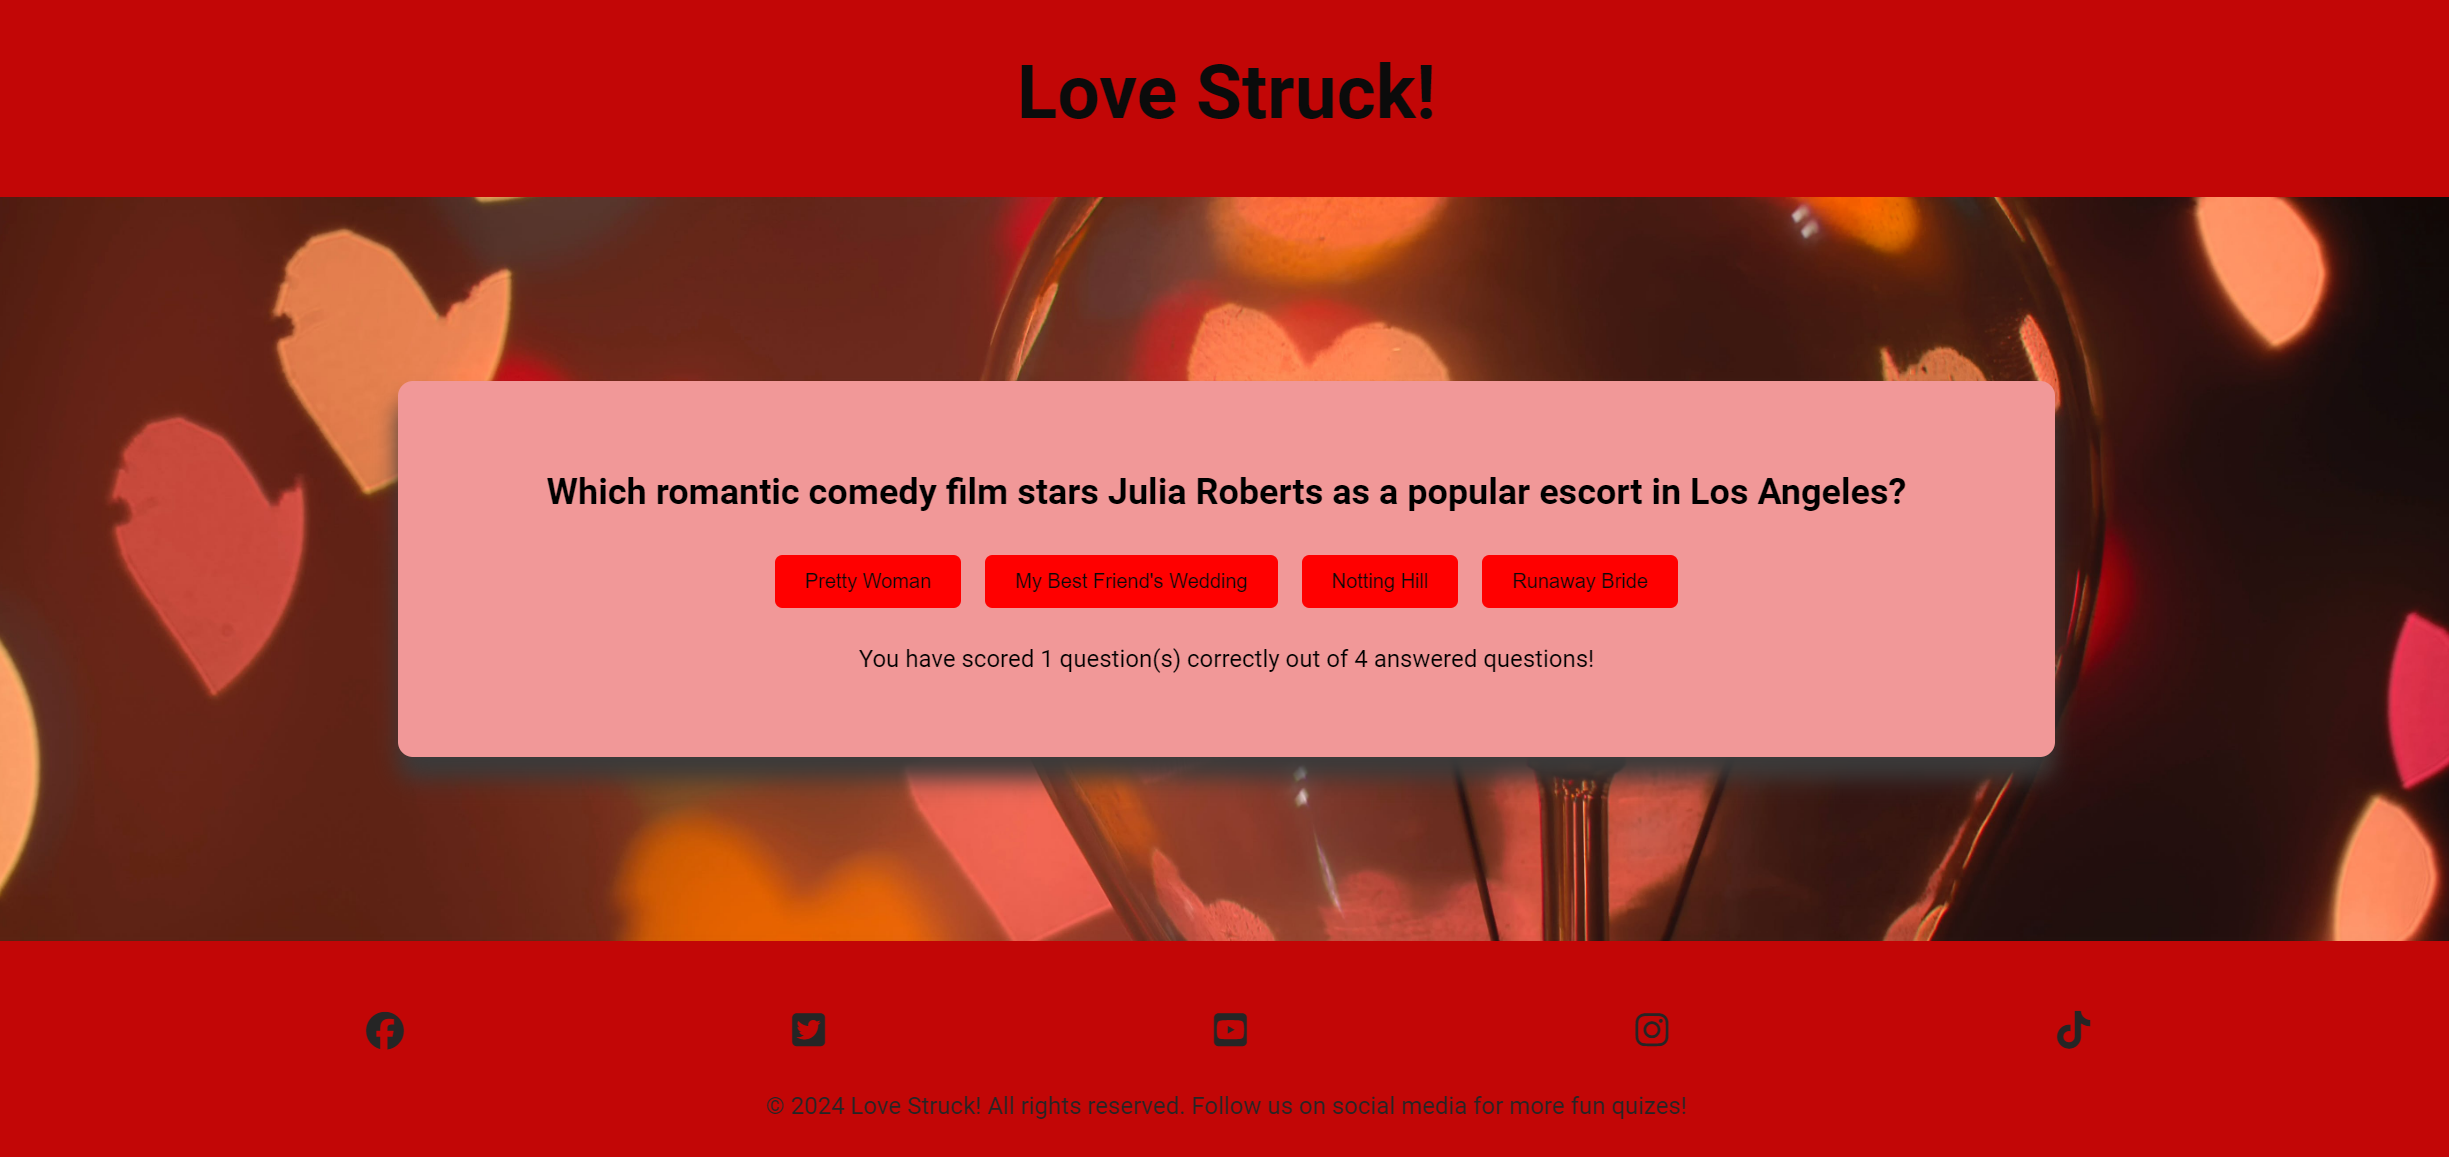 Love Struck!
Which romantic comedy film stars Julia Roberts as a popular escort in Los Angeles?
Pretty Woman
My Best Friend's Wedding
Notting Hill
Runaway Bride
You have scored 1 question(s) correctly out of 4 answered questions!
© 2024 Love Struck! All rights reserved. Follow us on social media for more fun quizes!